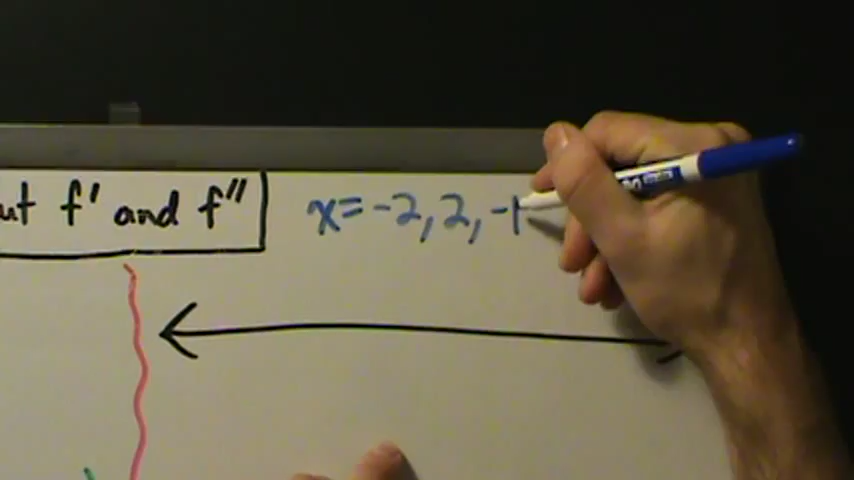 ut f' and f'' x = -2, 2, -1